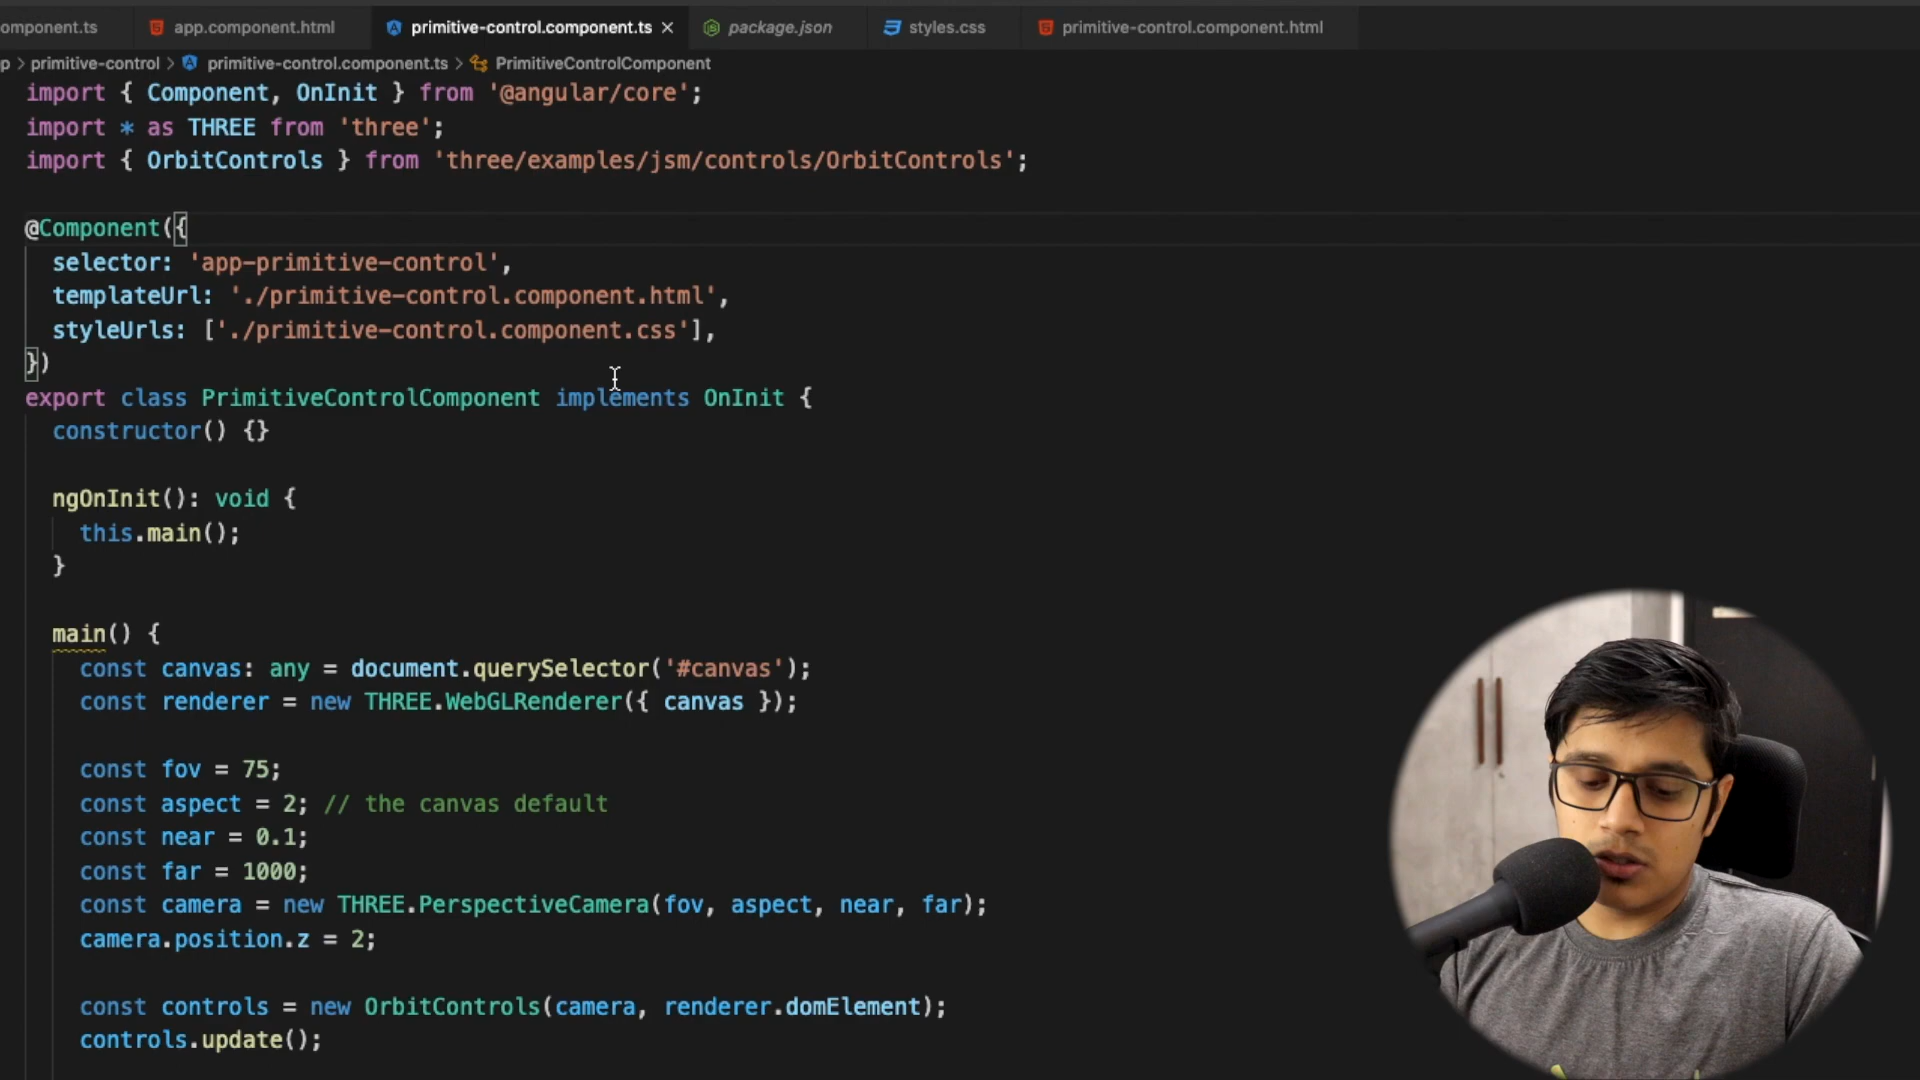 omponent.ts app.component.html primitive-control.component.ts package.json styles.css primitive-control.component.html
p > primitive-control > primitive-control.component.ts > PrimitiveControlComponent
import { Component, OnInit } from '@angular/core';
import * as THREE from 'three';
import { OrbitControls } from 'three/examples/jsm/controls/OrbitControls';
@Component({
selector: 'app-primitive-control',
templateUrl: './primitive-control.component.html',
styleUrls: ['./primitive-control.component.css'],
})
export class PrimitiveControlComponent implements OnInit {
constructor() {}
ngOnInit(): void {
this.main();
}
main() {
const canvas: any = document.querySelector('#canvas');
const renderer = new THREE.WebGLRenderer({ canvas });
const fov = 75;
const aspect = 2; // the canvas default
const near = 0.1;
const far = 1000;
const camera = new THREE.PerspectiveCamera(fov, aspect, near, far);
camera.position.z = 2;
const controls = new OrbitControls(camera, renderer.domElement);
controls.update();